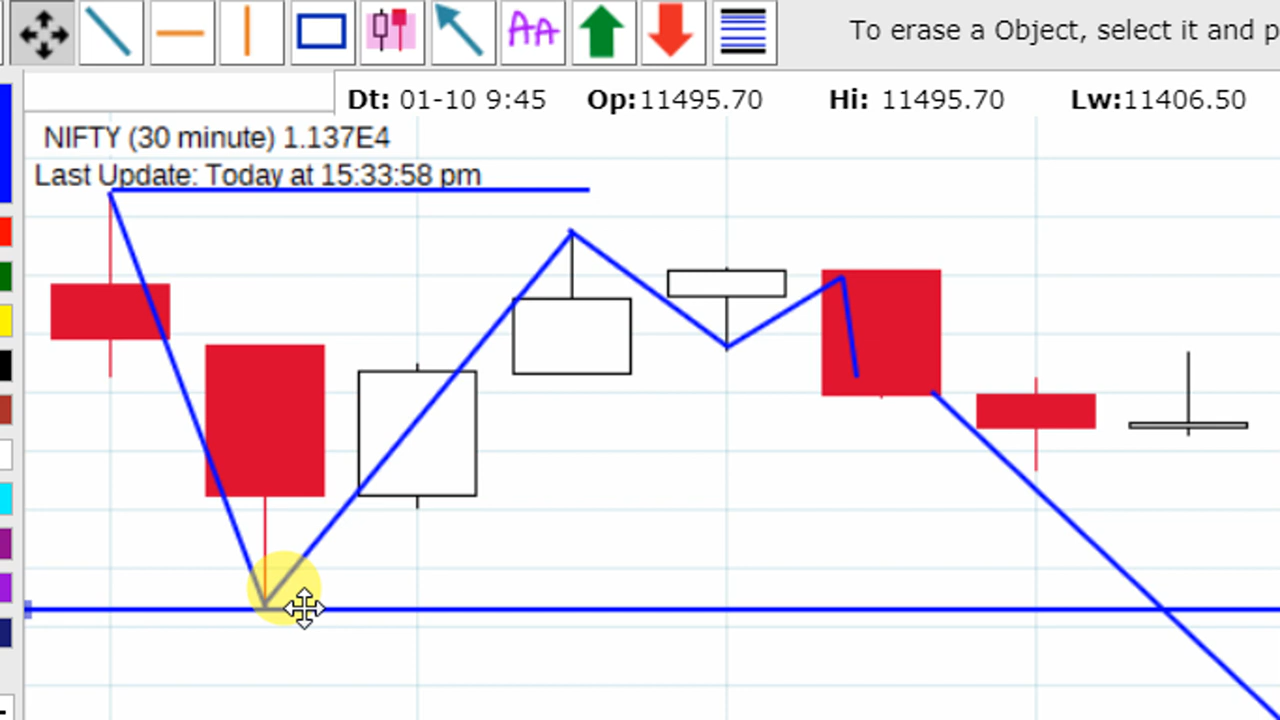 AA
To erase a Object, select it and p
Dt: 01-10 9:45 Op:11495.70 Hi: 11495.70 Lw:11406.50
NIFTY (30 minute) 1.137E4
Last Update: Today at 15:33:58 pm